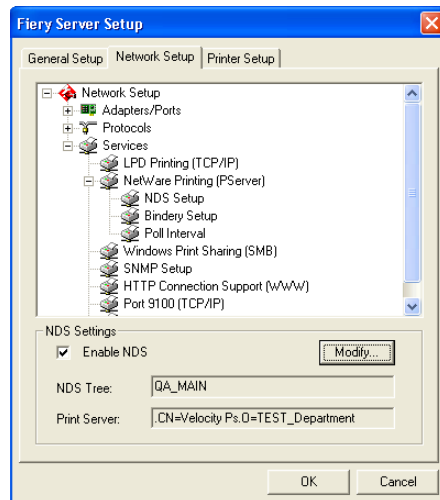 Fiery Server Setup
General Setup Network Setup Printer Setup
Network Setup
Adapters/Ports
Protocols
Services
LPD Printing (TCP/IP)
NetWare Printing (PServer)
NDS Setup
Bindery Setup
Poll Interval
Windows Print Sharing (SMB)
SNMP Setup
HTTP Connection Support (WWW)
Port 9100 (TCP/IP)
NDS Settings
Enable NDS Modify...
NDS Tree: QA_MAIN
Print Server: .CN=Velocity Ps.O=TEST_Department
OK Cancel